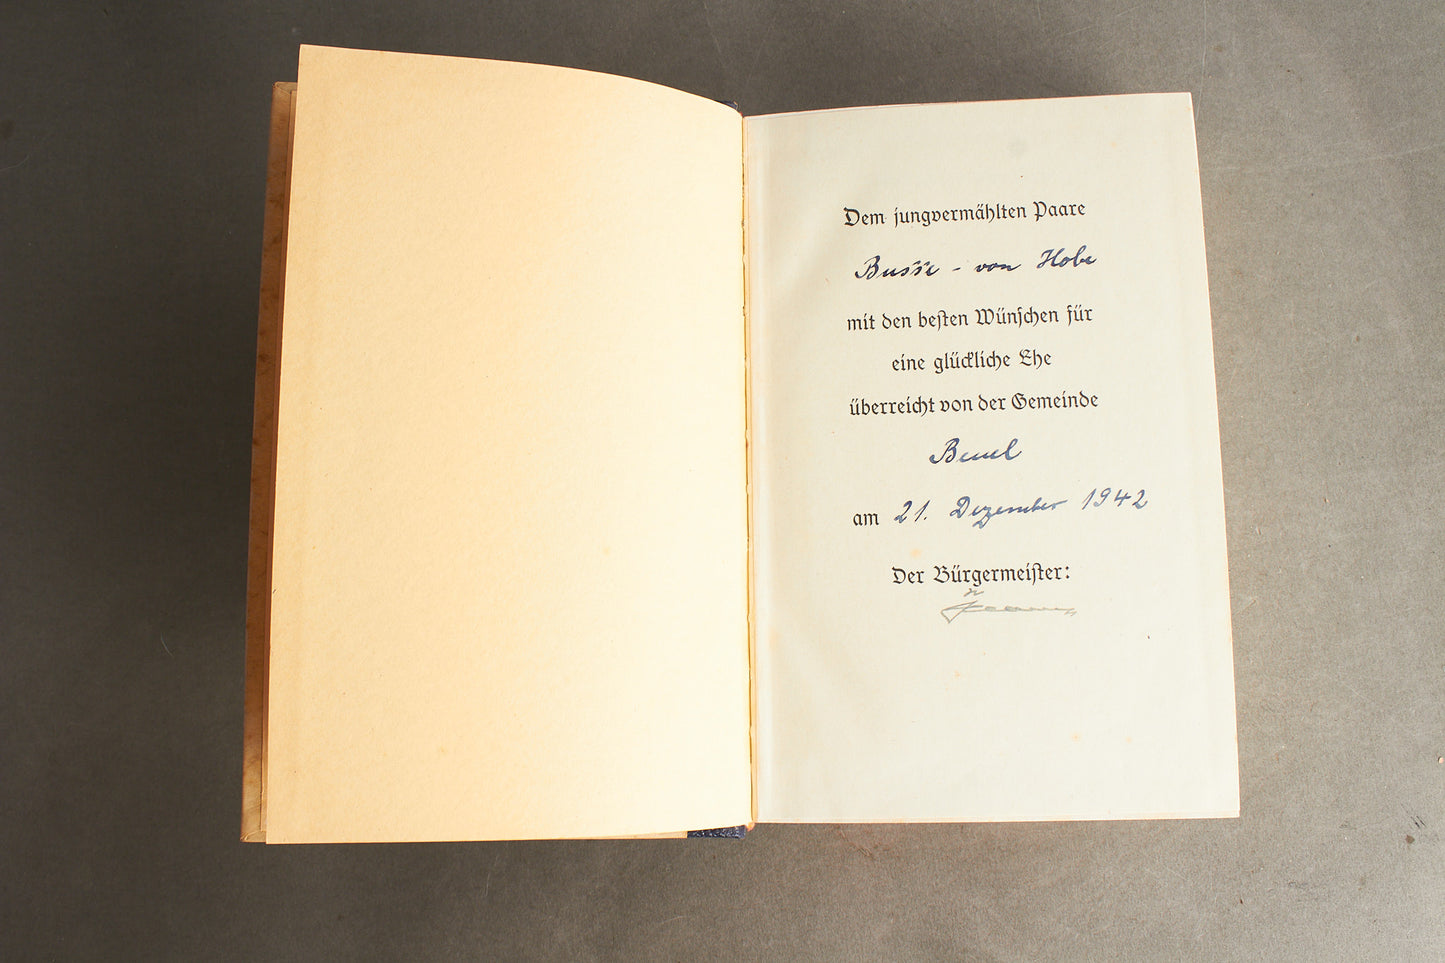 Dem jungvermählten Paare
Busse - von Hobe
mit den besten Wünschen für
eine glückliche Ehe
überreicht von der Gemeinde
am 21. Dezember 1942
Der Bürgermeister: